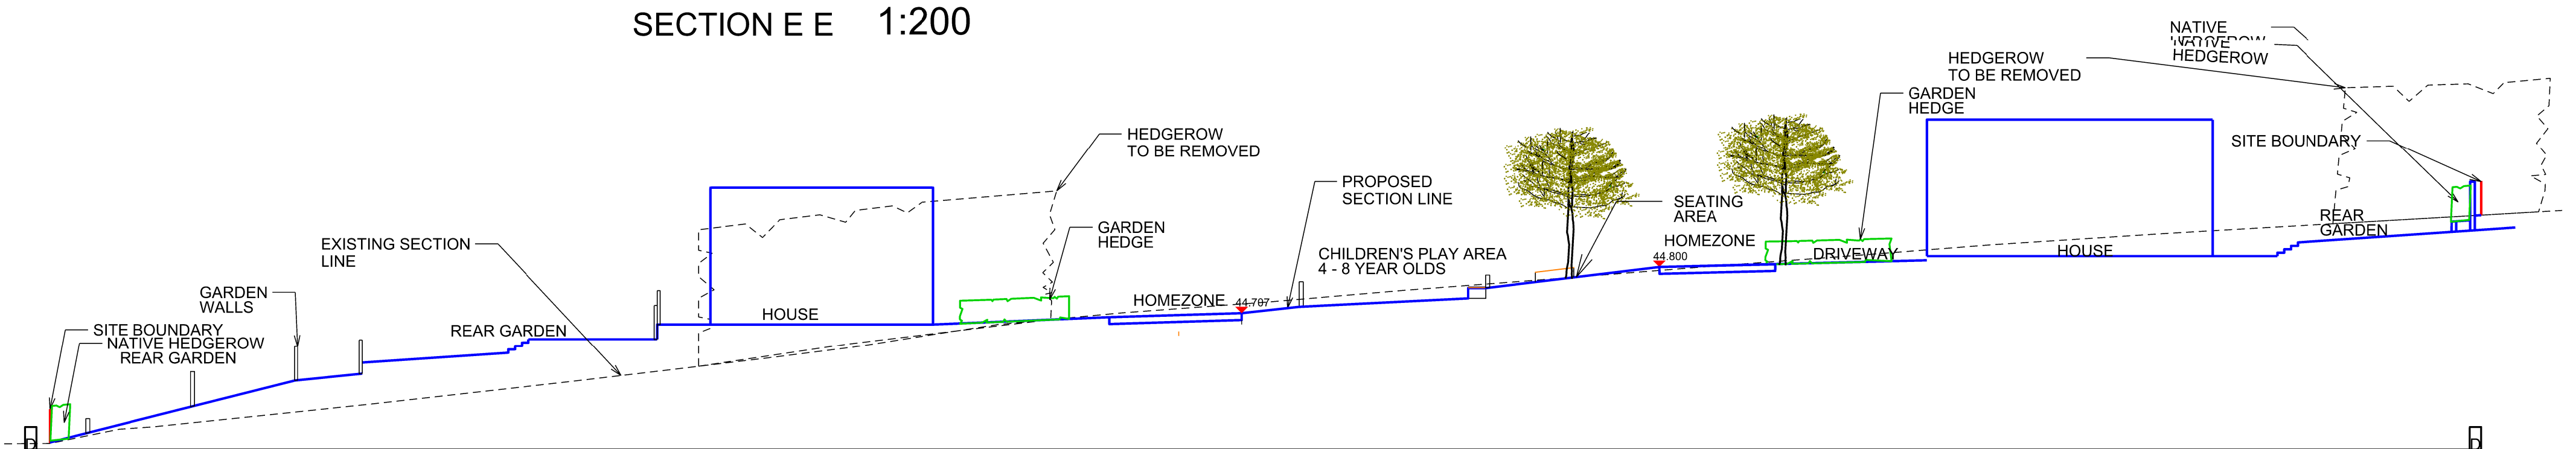 SECTION E E 1:200
NATIVE
HEDGEROW
NATIVE
HEDGEROW
HEDGEROW
TO BE REMOVED
GARDEN
HEDGE
HEDGEROW
TO BE REMOVED
SITE BOUNDARY
PROPOSED
SECTION LINE
SEATING
AREA
GARDEN
HEDGE
REAR
GARDEN
EXISTING SECTION
LINE
HOMEZONE
44.800
CHILDREN'S PLAY AREA
4 - 8 YEAR OLDS
DRIVEWAY
HOUSE
GARDEN
WALLS
HOMEZONE 44.707
HOUSE
SITE BOUNDARY
NATIVE HEDGEROW
REAR GARDEN
REAR GARDEN
D
D